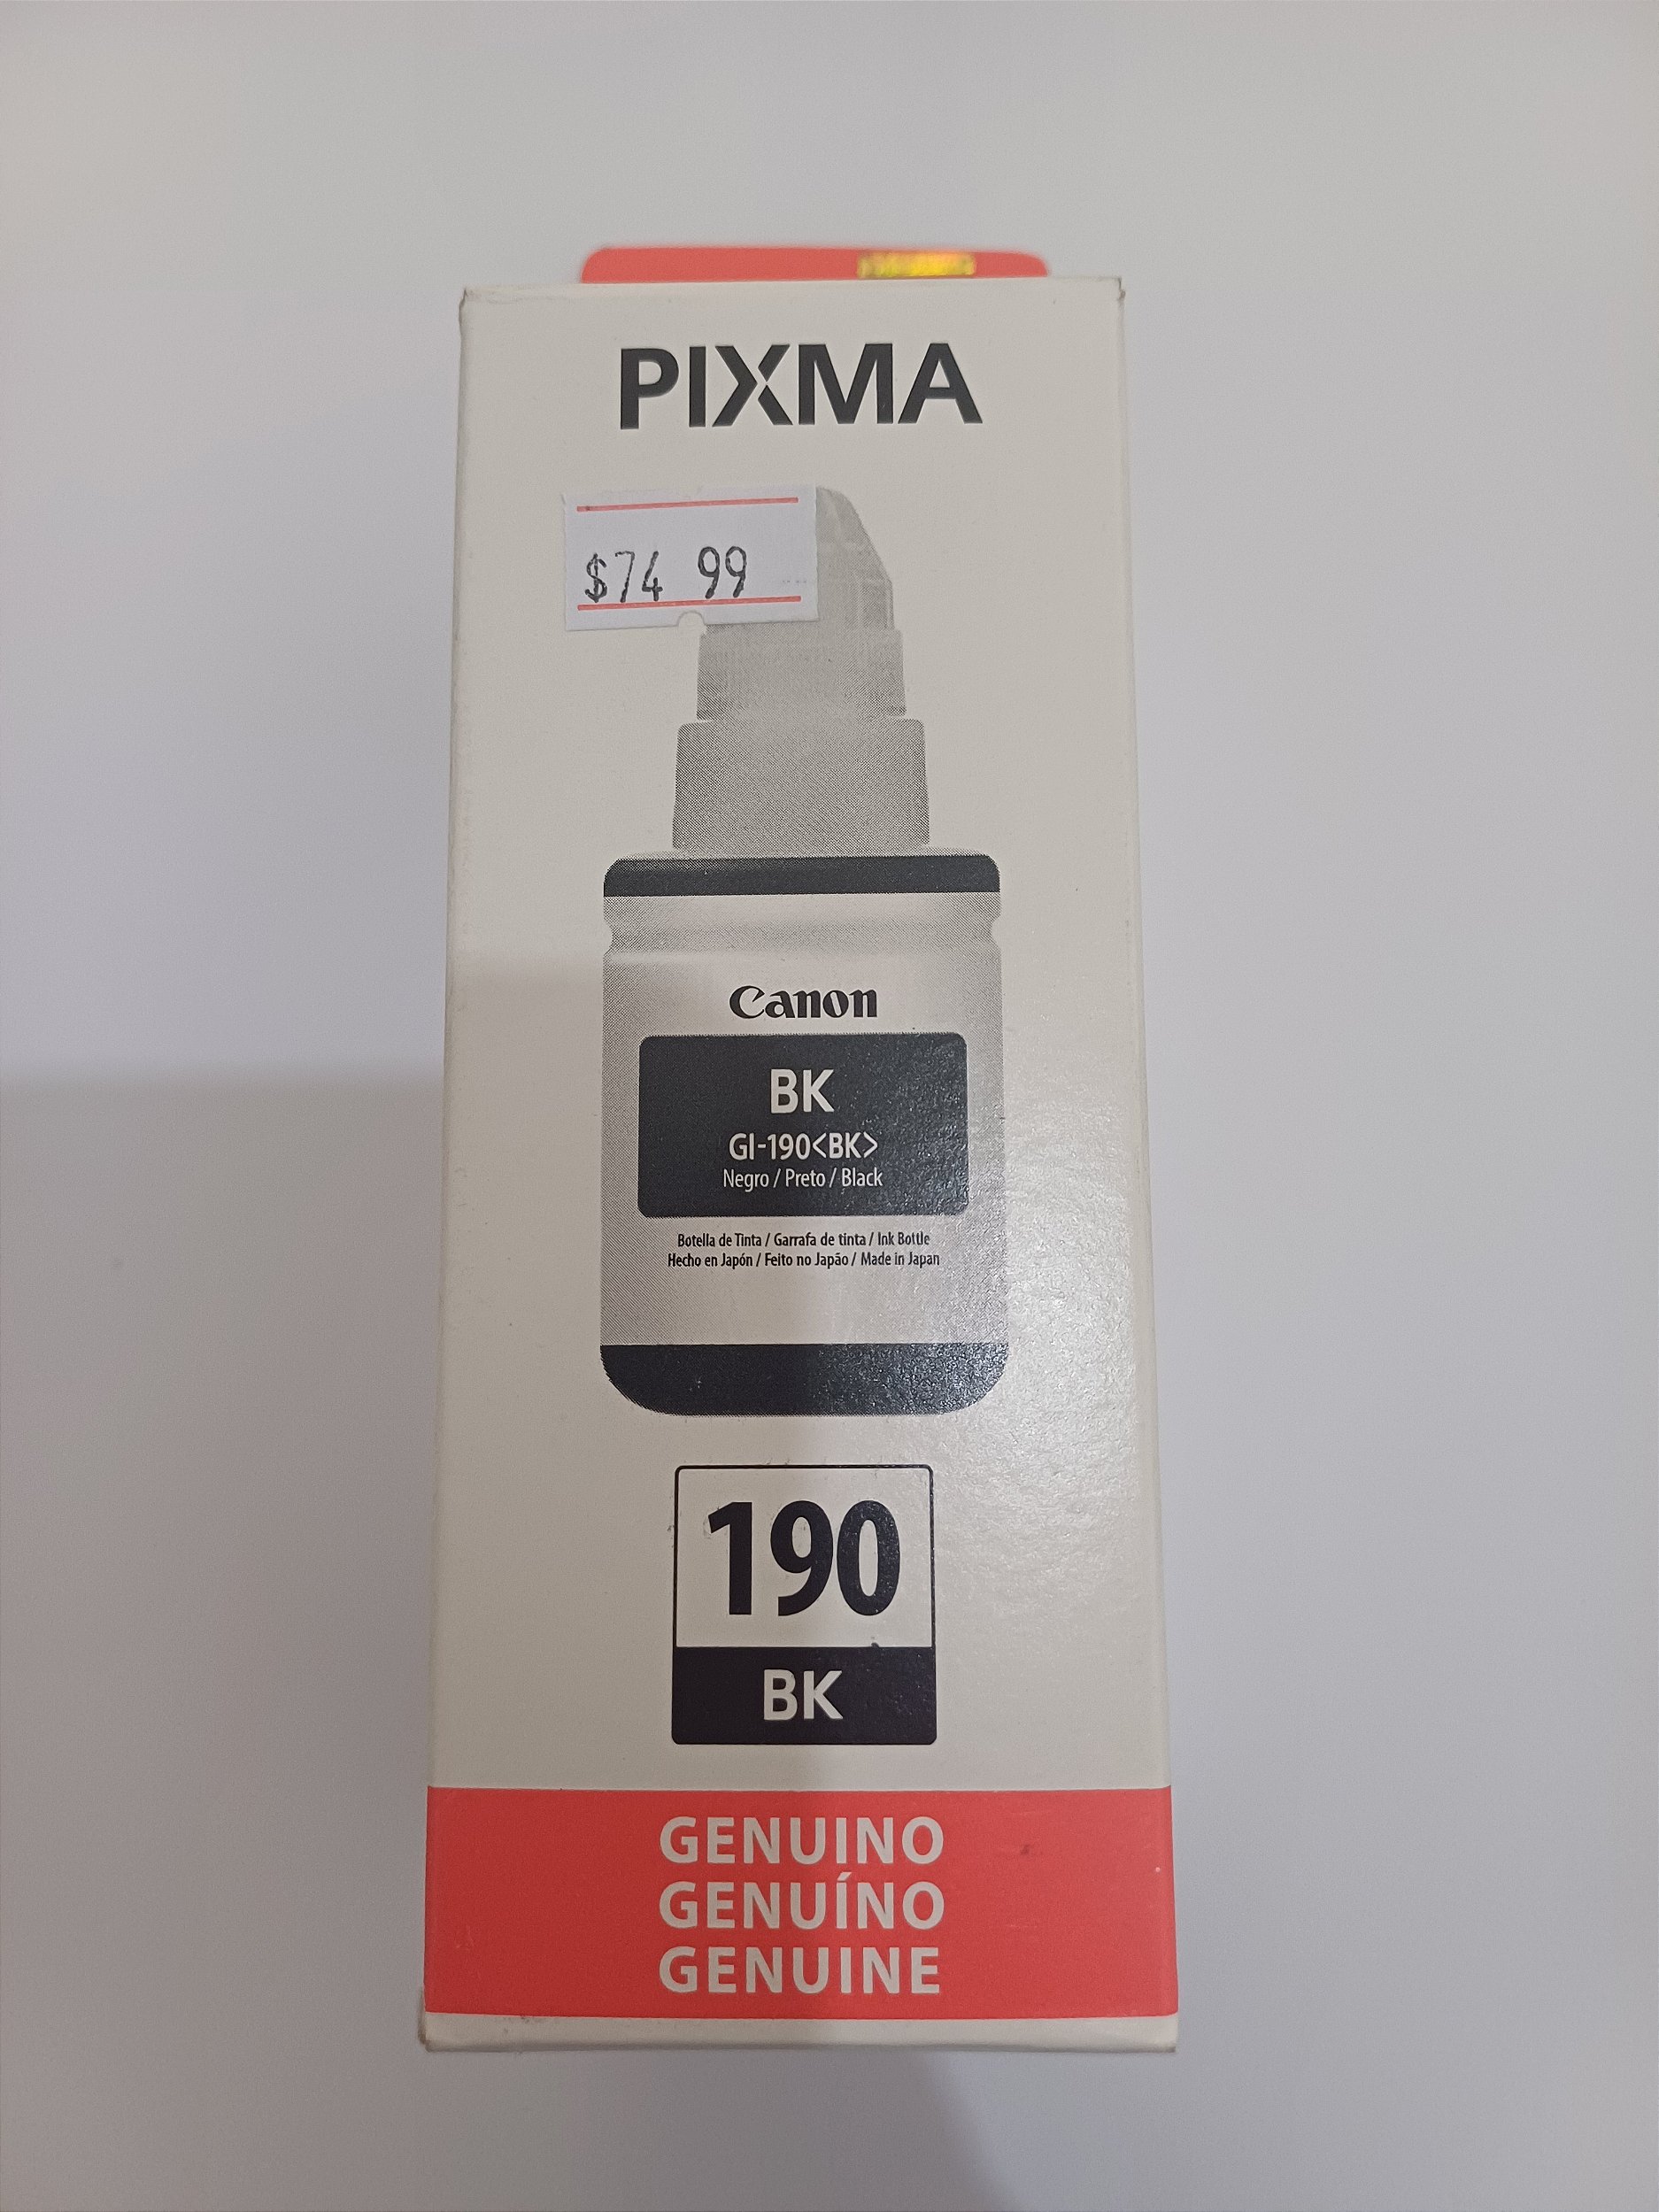 PIXMA
$74 99
Canon
BK
GI-190<BK>
Negro / Preto / Black
Botella de Tinta / Garrafa de tinta / Ink Bottle
Hecho en Japón / Feito no Japão / Made in Japan
190
BK
GENUINO
GENUÍNO
GENUINE